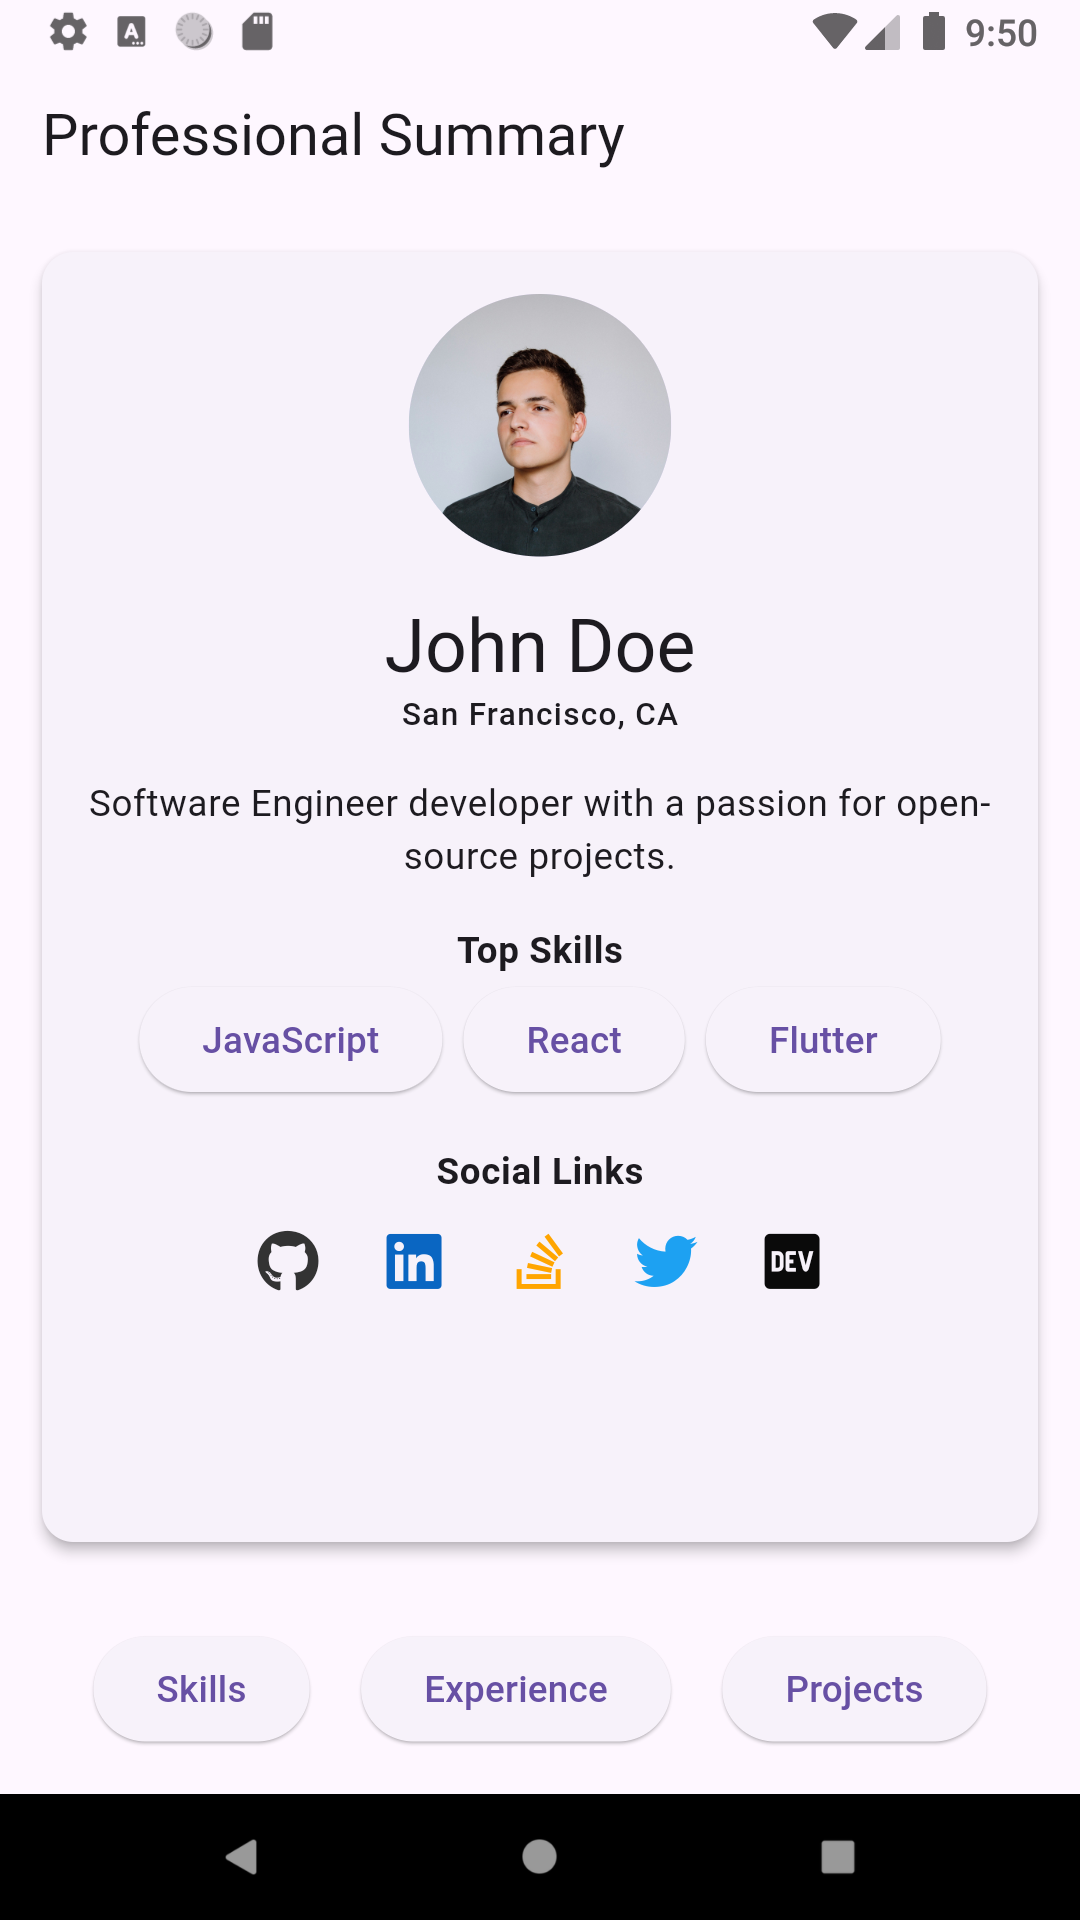 9:50
Professional Summary
John Doe
San Francisco, CA
Software Engineer developer with a passion for open-
source projects.
Top Skills
JavaScript React Flutter
Social Links
in DEV
Skills Experience Projects